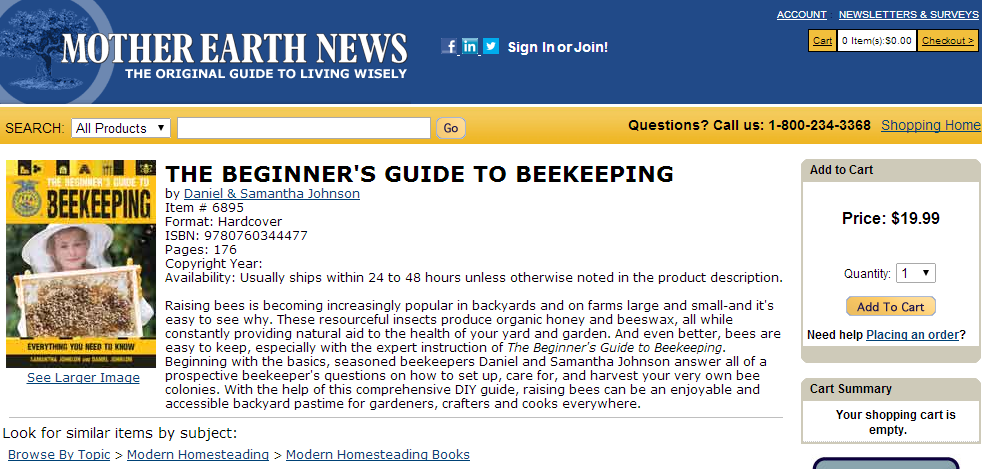 ACCOUNT NEWSLETTERS & SURVEYS
MOTHER EARTH NEWS
THE ORIGINAL GUIDE TO LIVING WISELY
Sign In or Join!
Cart 0 Item(s):$0.00 Checkout >
SEARCH: All Products Go
Questions? Call us: 1-800-234-3368 Shopping Home
THE BEGINNER'S GUIDE TO
BEEKEEPING
EVERYTHING YOU NEED TO KNOW
SAMANTHA JOHNSON AND DANIEL JOHNSON
See Larger Image
THE BEGINNER'S GUIDE TO BEEKEEPING
by Daniel & Samantha Johnson
Item # 6895
Format: Hardcover
ISBN: 9780760344477
Pages: 176
Copyright Year:
Availability: Usually ships within 24 to 48 hours unless otherwise noted in the product description.
Raising bees is becoming increasingly popular in backyards and on farms large and small-and it's
easy to see why. These resourceful insects produce organic honey and beeswax, all while
constantly providing natural aid to the health of your yard and garden. And even better, bees are
easy to keep, especially with the expert instruction of The Beginner's Guide to Beekeeping.
Beginning with the basics, seasoned beekeepers Daniel and Samantha Johnson answer all of a
prospective beekeeper's questions on how to set up, care for, and harvest your very own bee
colonies. With the help of this comprehensive DIY guide, raising bees can be an enjoyable and
accessible backyard pastime for gardeners, crafters and cooks everywhere.
Add to Cart
Price: $19.99
Quantity: 1
Add To Cart
Need help Placing an order?
Cart Summary
Your shopping cart is
empty.
Look for similar items by subject:
Browse By Topic > Modern Homesteading > Modern Homesteading Books